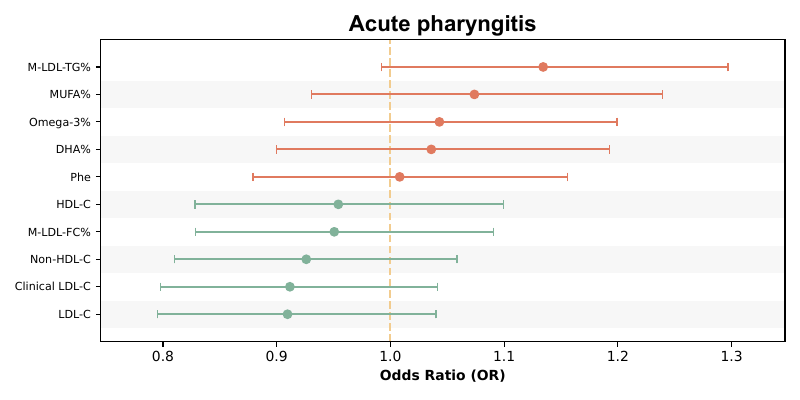 Acute pharyngitis
M-LDL-TG%
MUFA%
Omega-3%
DHA%
Phe
HDL-C
M-LDL-FC%
Non-HDL-C
Clinical LDL-C
LDL-C
0.8 0.9 1.0 1.1 1.2 1.3
Odds Ratio (OR)